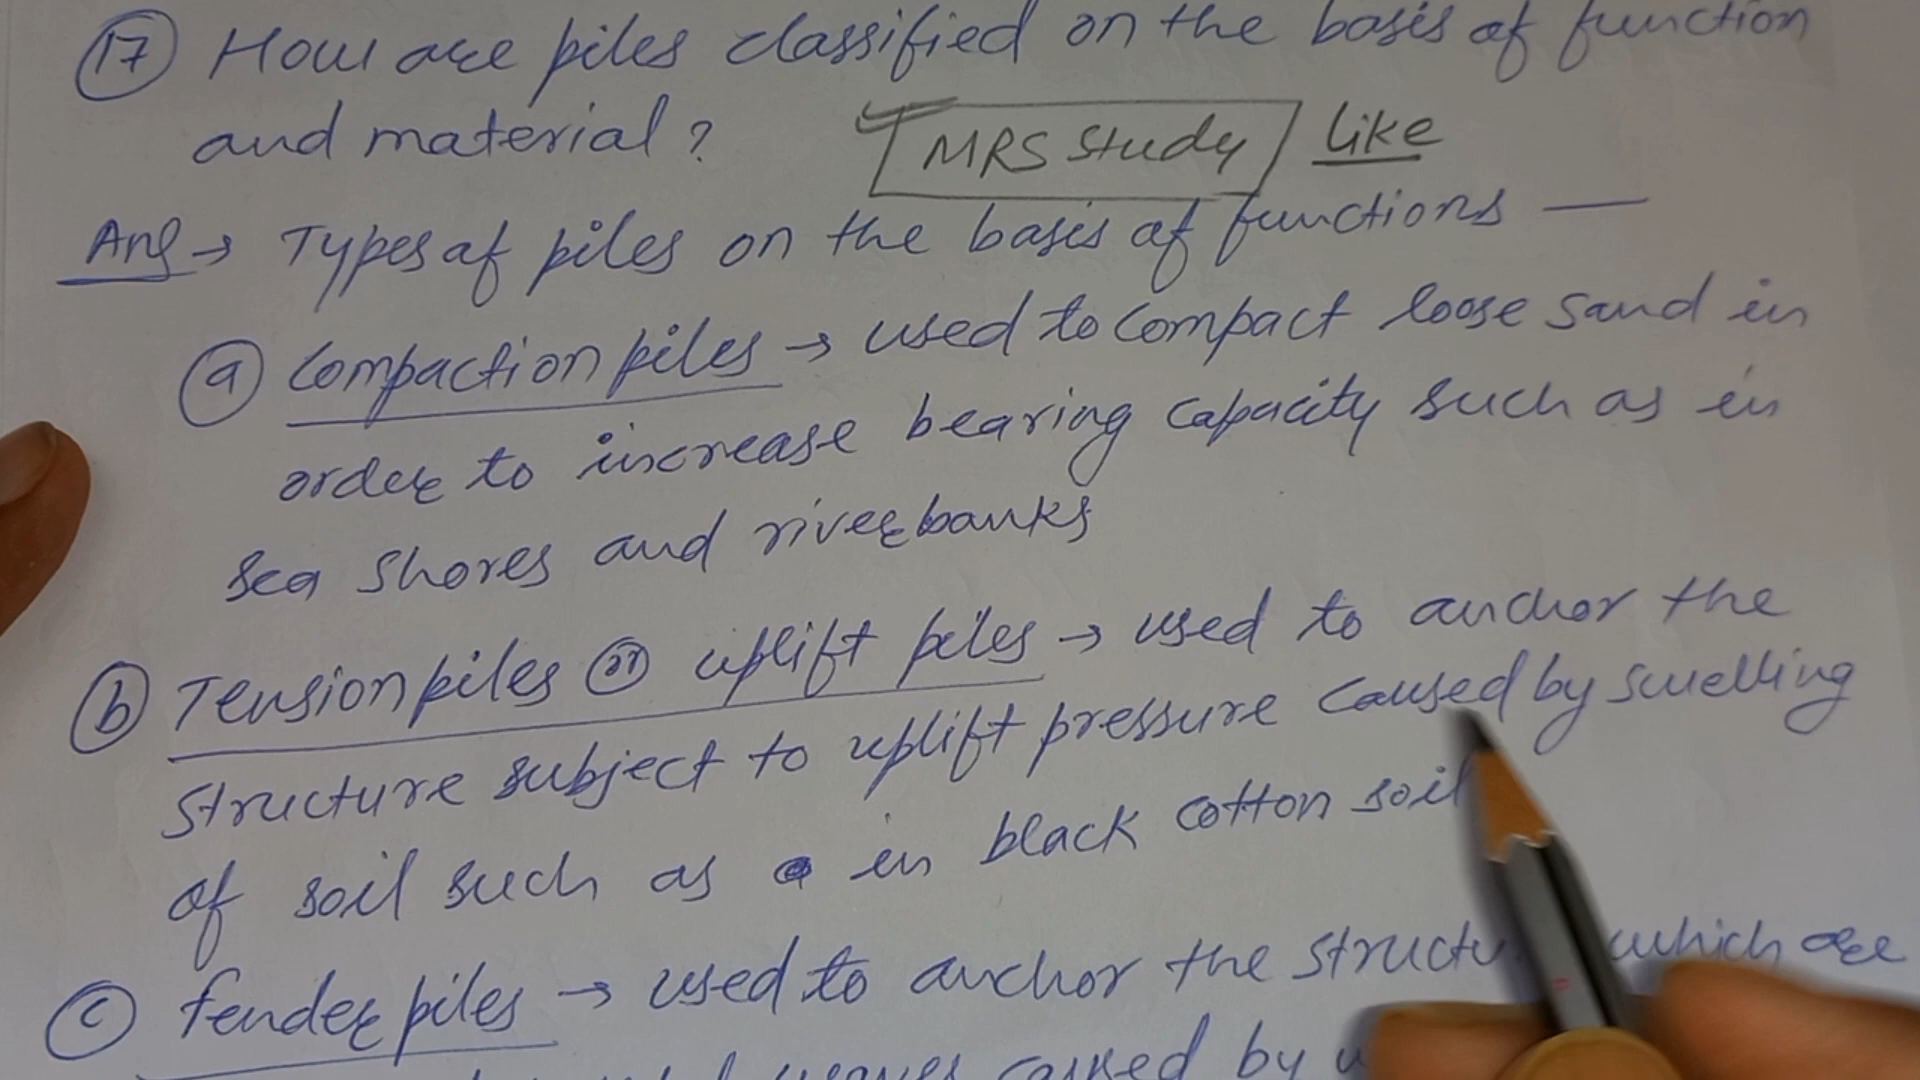 17 How are piles classified on the basis of function
and material ?
MRS Study like
Ans → Types of piles on the basis of functions —
a Compaction piles → used to compact loose sand in
order to increase bearing capacity such as in
sea shores and riverbanks
b Tension piles or uplift piles → used to anchor the
structure subject to uplift pressure caused by swelling
of soil such as in black cotton soil
c fender piles → used to anchor the which are
waves caused by